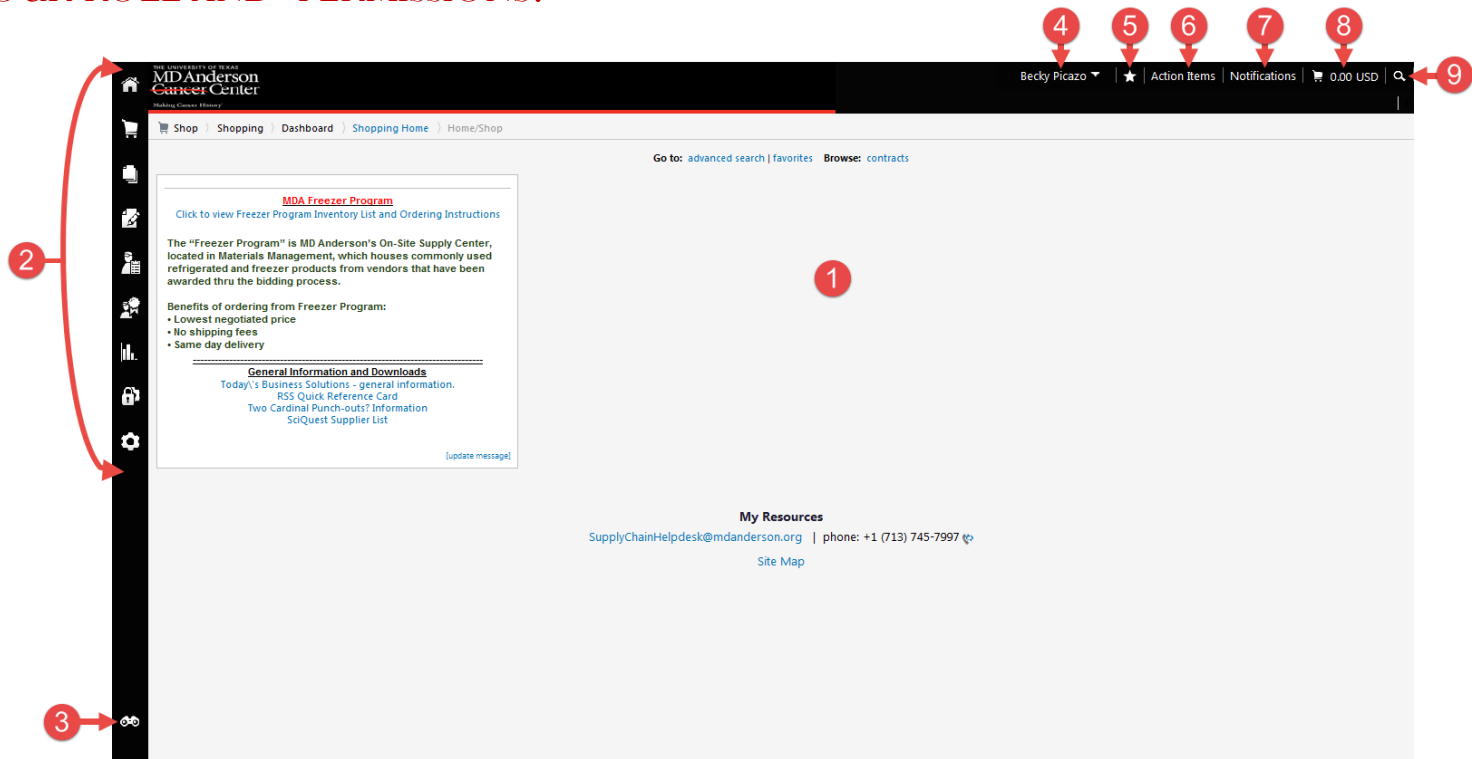 ROLE AND PERMISSIONS.
4 5 6 7 8
THE UNIVERSITY OF TEXAS
MD Anderson
Cancer Center
Making Cancer History®
Becky Picazo | Action Items | Notifications | 0.00 USD | 9
Shop Shopping Dashboard Shopping Home Home/Shop
Go to: advanced search | favorites Browse: contracts
MDA Freezer Program
Click to view Freezer Program Inventory List and Ordering Instructions
The “Freezer Program” is MD Anderson's On-Site Supply Center,
located in Materials Management, which houses commonly used
refrigerated and freezer products from vendors that have been
awarded thru the bidding process.
2
1
Benefits of ordering from Freezer Program:
• Lowest negotiated price
• No shipping fees
• Same day delivery
General Information and Downloads
Today\'s Business Solutions - general information.
RSS Quick Reference Card
Two Cardinal Punch-outs? Information
SciQuest Supplier List
[update message]
My Resources
SupplyChainHelpdesk@mdanderson.org | phone: +1 (713) 745-7997
Site Map
3